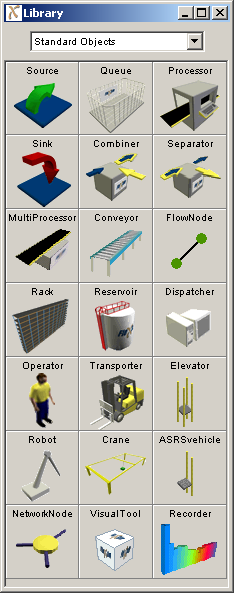 Library
Standard Objects
Source Queue Processor
Sink Combiner Separator
MultiProcessor Conveyor FlowNode
Rack Reservoir Dispatcher
Operator Transporter Elevator
Robot Crane ASRSvehicle
NetworkNode VisualTool Recorder